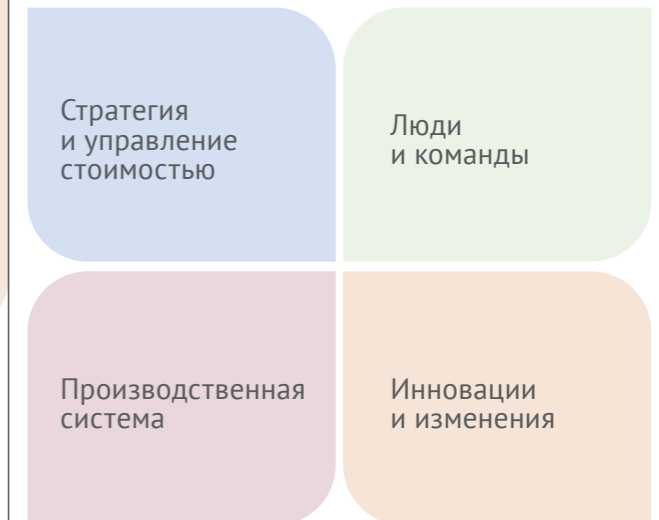 Стратегия
и управление
стоимостью
Люди
и команды
Производственная
система
Инновации
и изменения